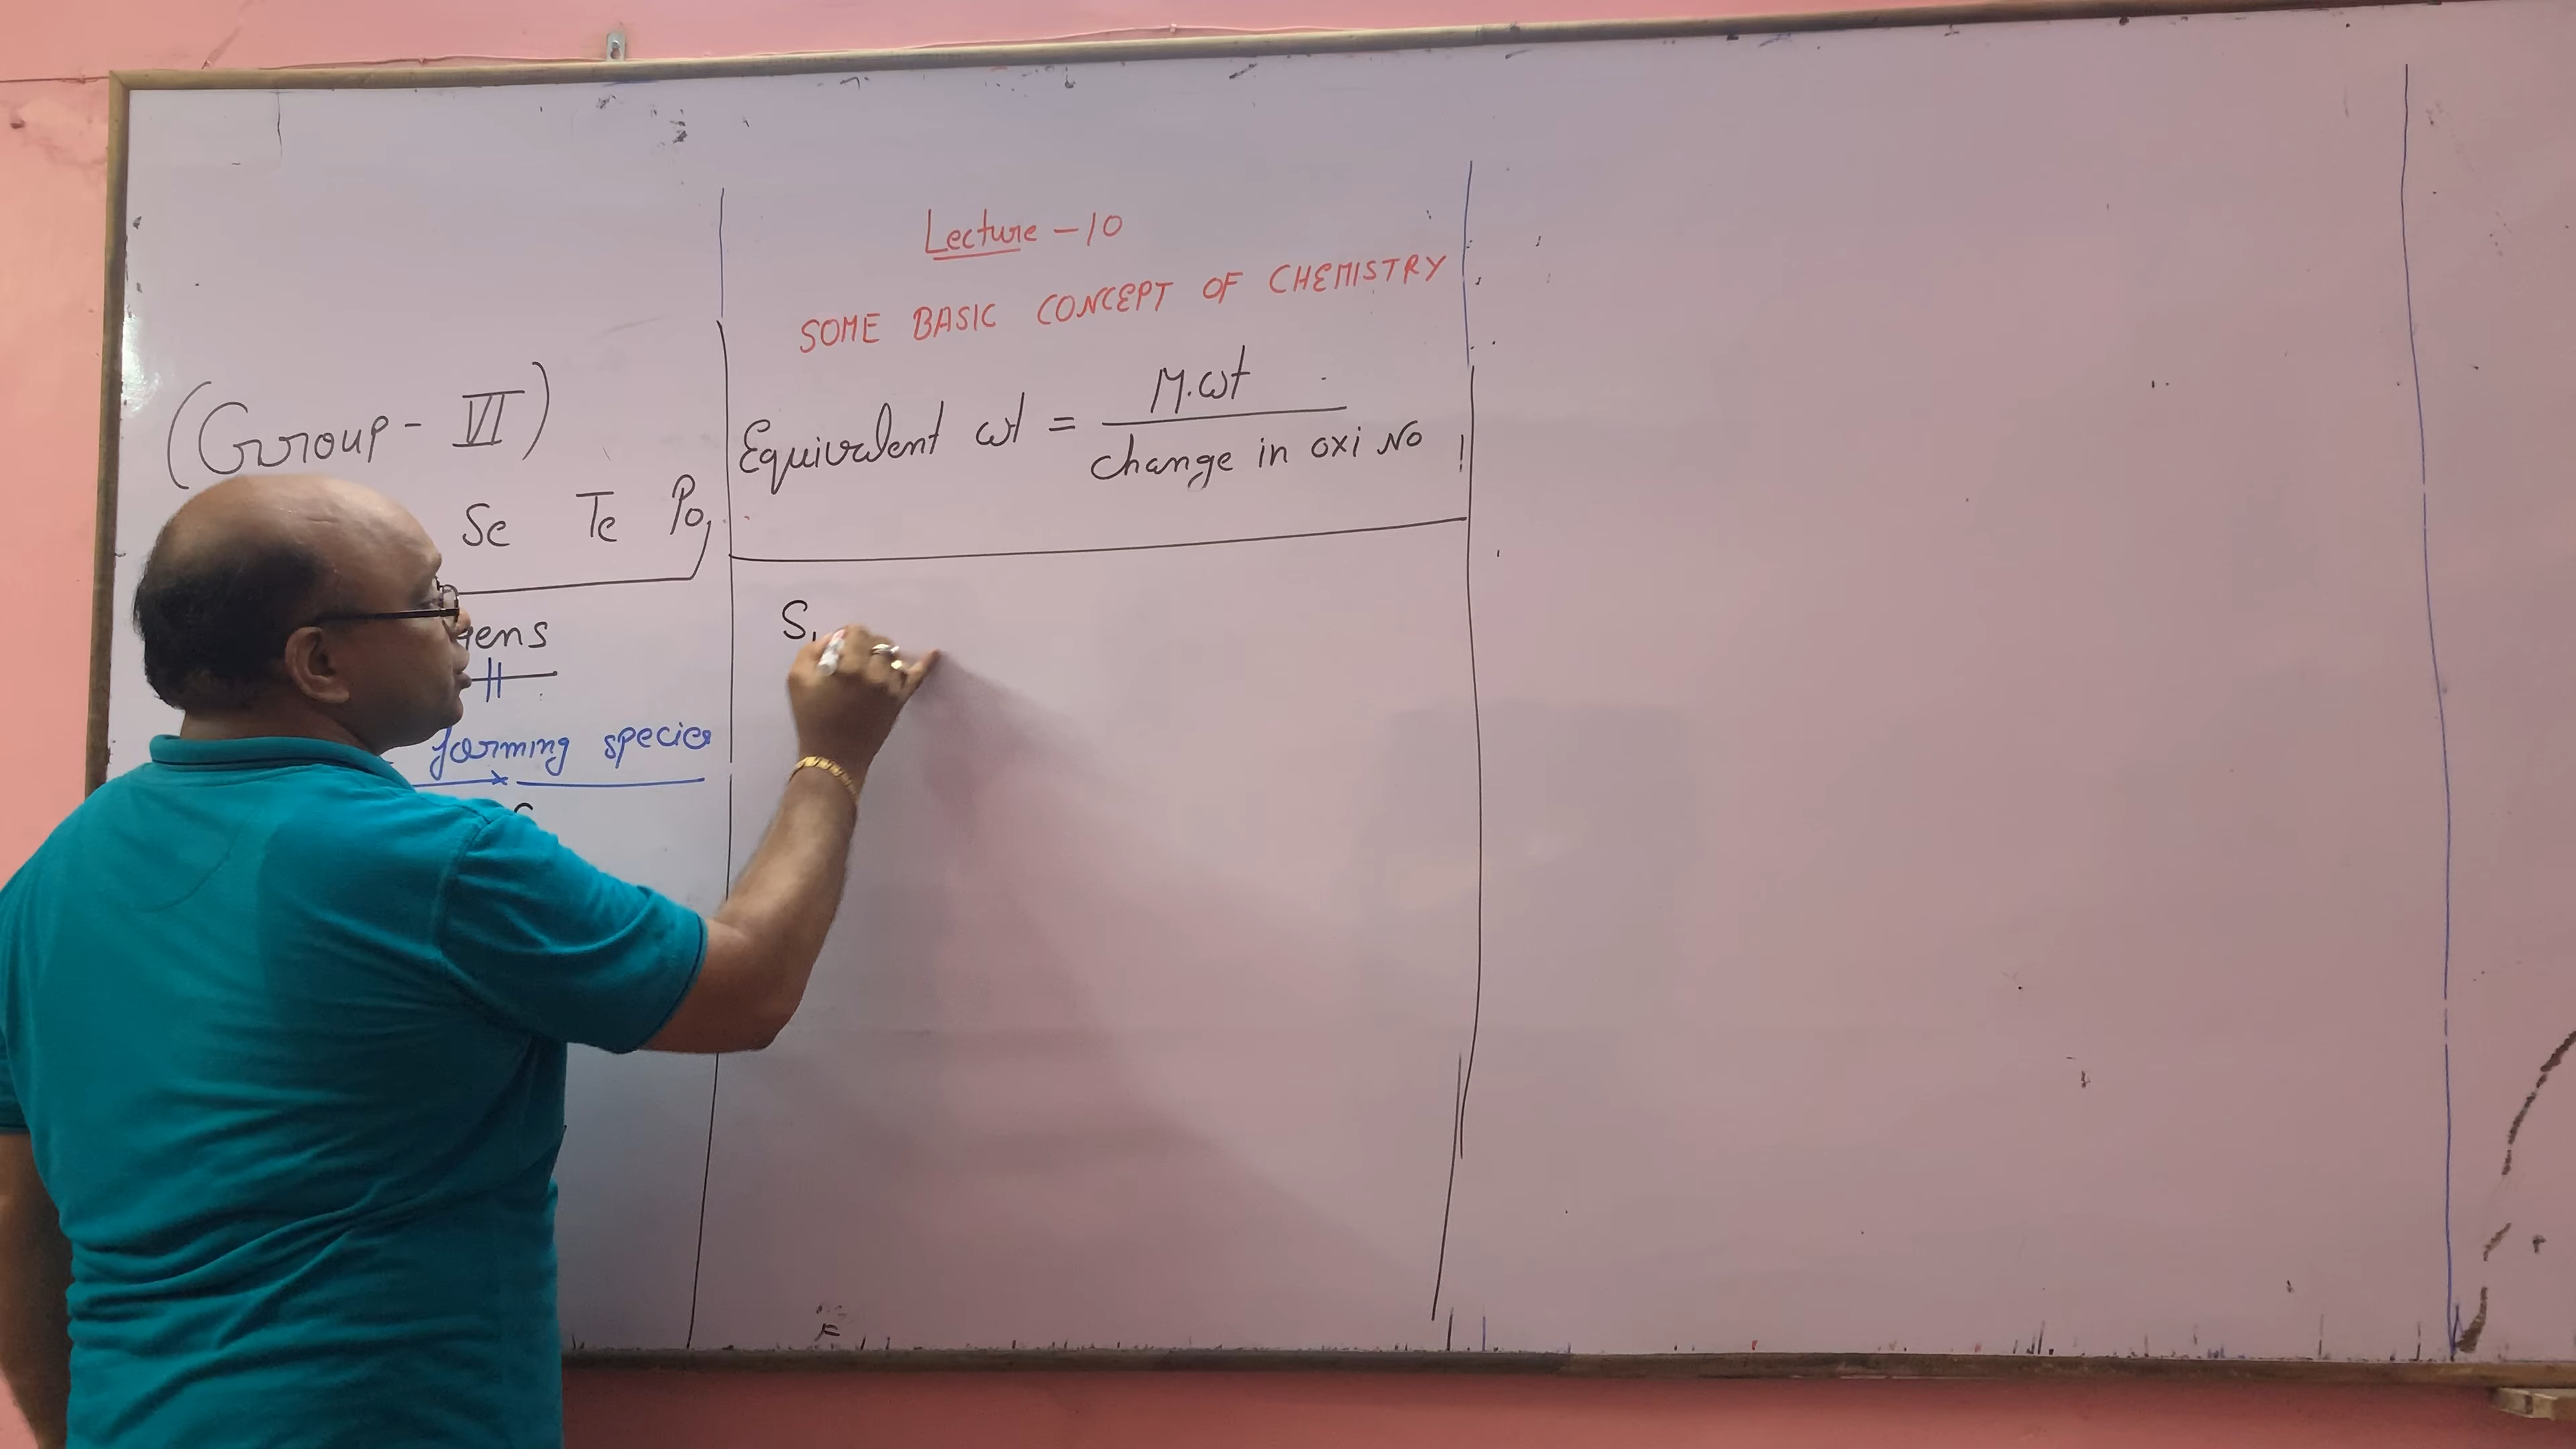 (Group - VI)
Se Te Po
gens
forming species
Lecture - 10
SOME BASIC CONCEPT OF CHEMISTRY
Equivalent wt = M.wt / change in oxi No !
S